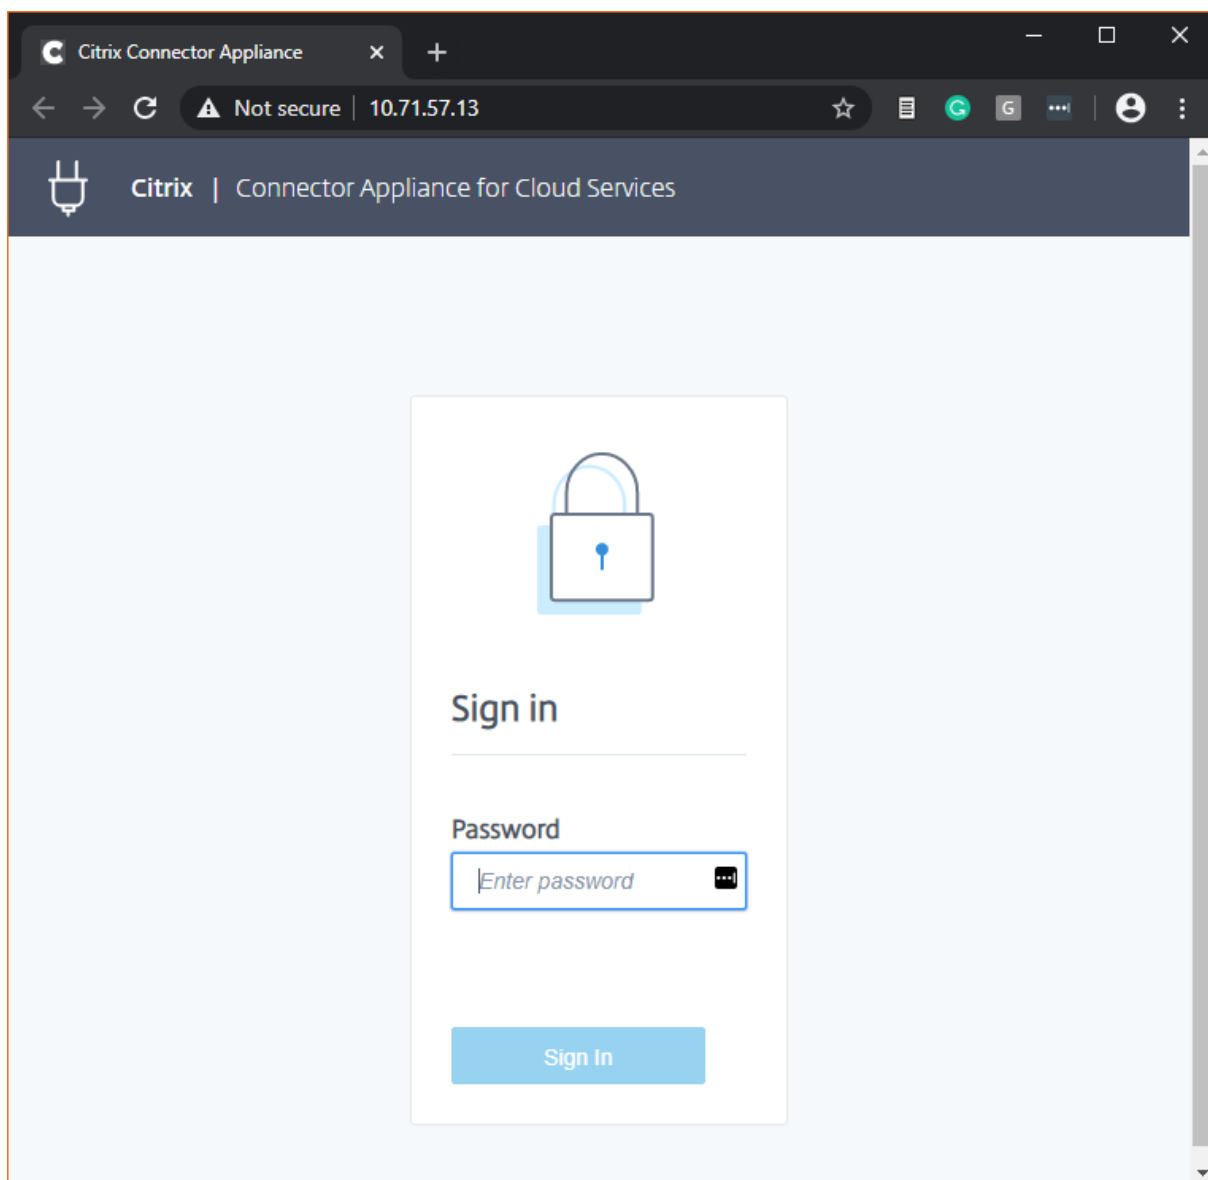 Citrix Connector Appliance
Not secure | 10.71.57.13
Citrix | Connector Appliance for Cloud Services
Sign in
Password
Enter password
Sign In